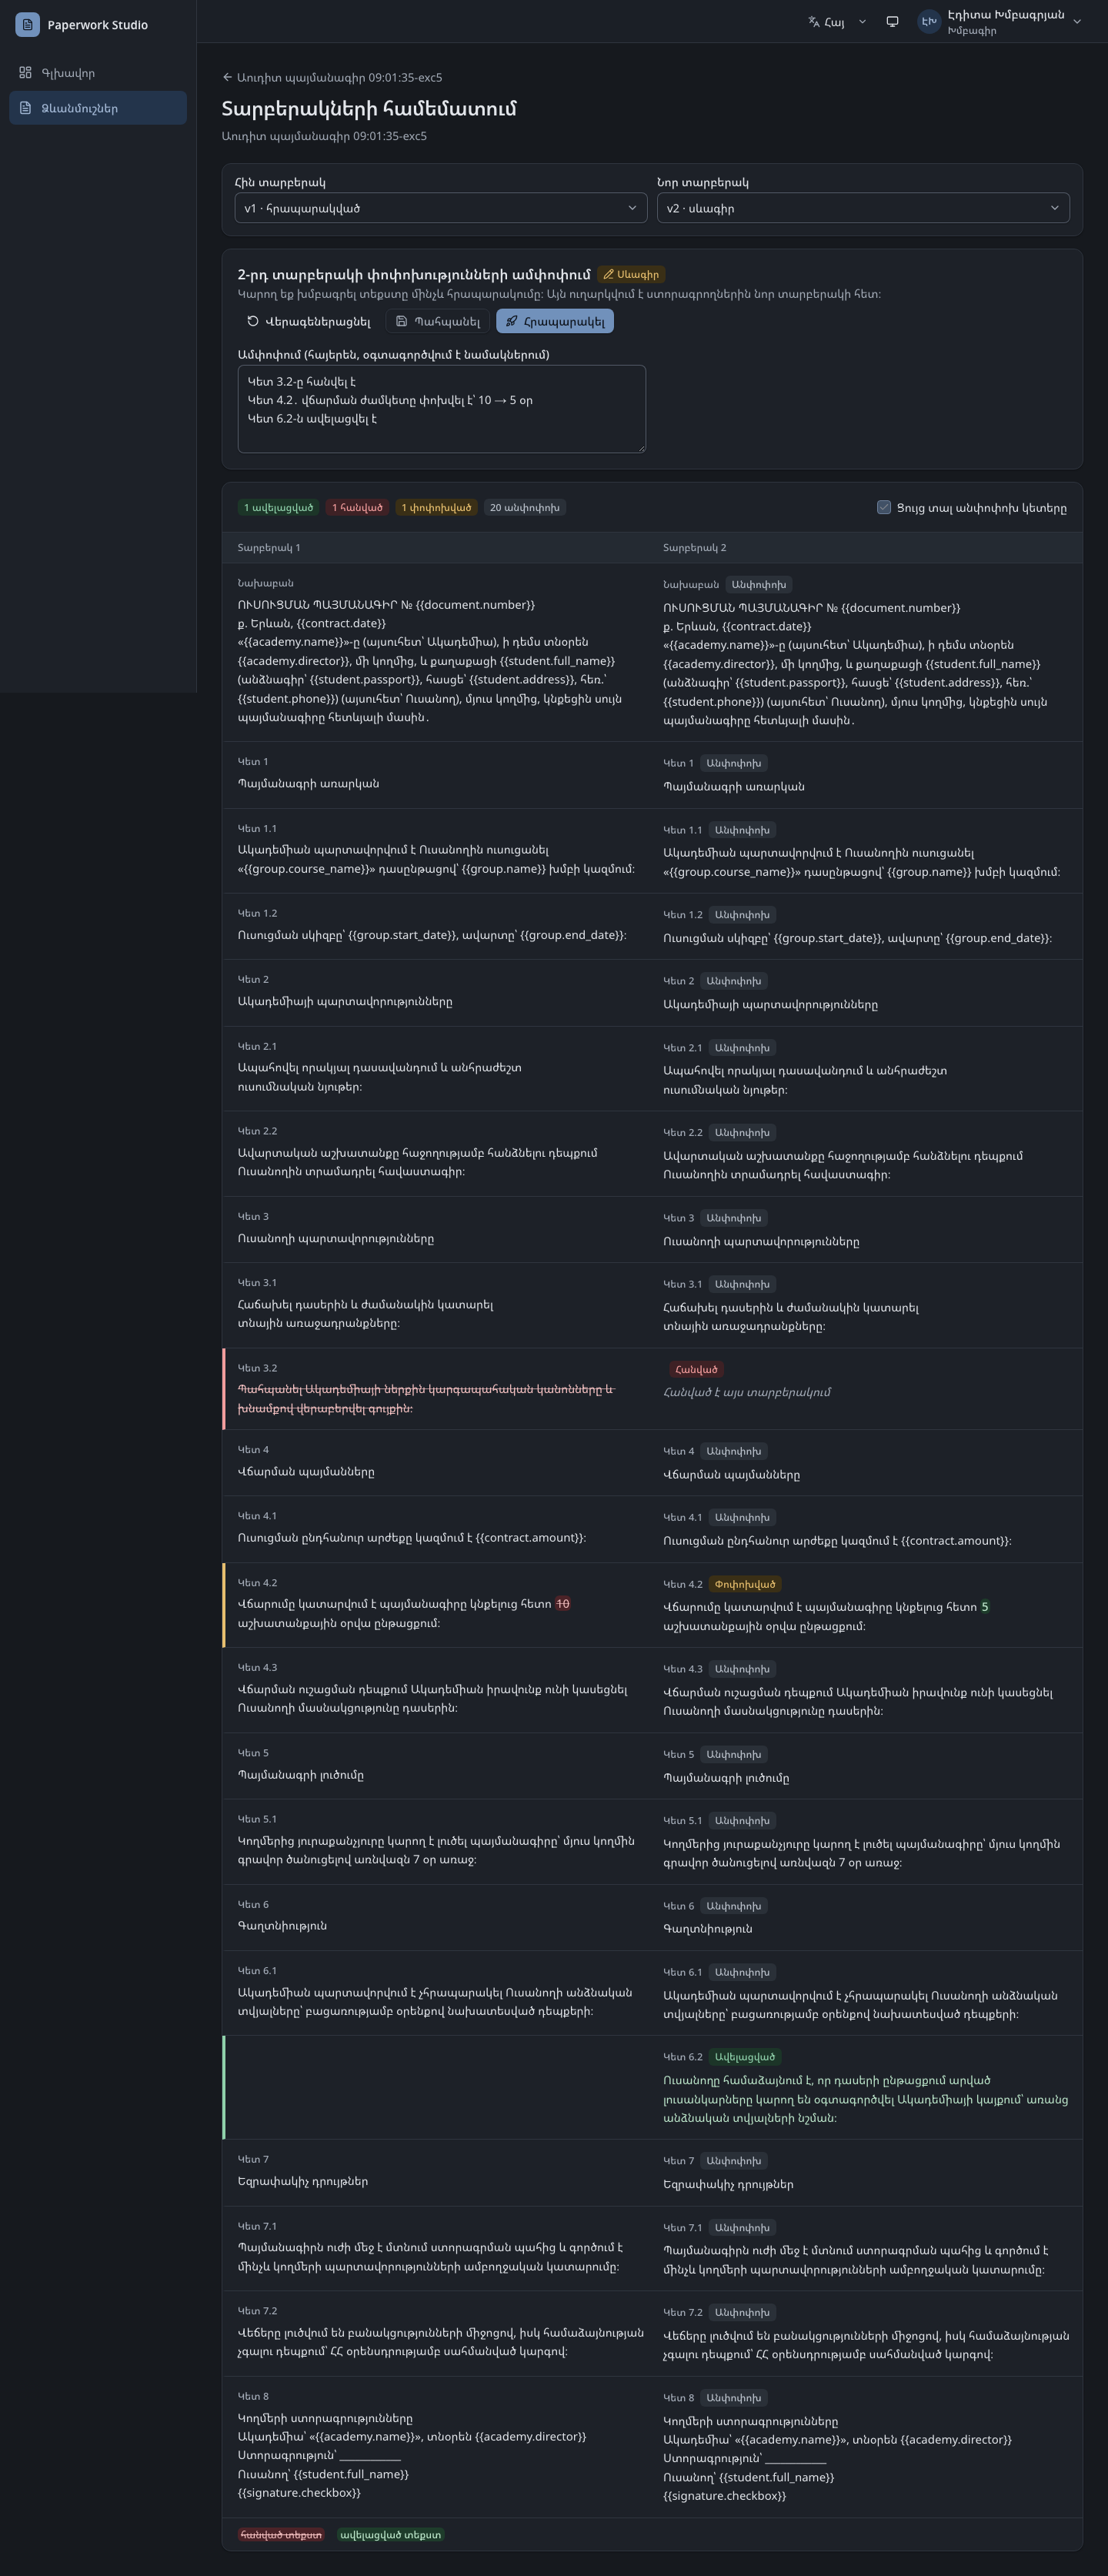 Paperwork Studio
Հայ
ԷԽ
Էդիտա Խմբագրյան
Խմբագիր
Գլխավոր
Ձևանմուշներ
← Աուդիտ պայմանագիր 09:01:35-exc5
Տարբերակների համեմատում
Աուդիտ պայմանագիր 09:01:35-exc5
Հին տարբերակ
Նոր տարբերակ
v1 · հրապարակված
v2 · սևագիր
2-րդ տարբերակի փոփոխությունների ամփոփում
Սևագիր
Կարող եք խմբագրել տեքստը մինչև հրապարակումը։ Այն ուղարկվում է ստորագրողներին նոր տարբերակի հետ։
Վերագեներացնել
Պահպանել
Հրապարակել
Ամփոփում (հայերեն, օգտագործվում է նամակներում)
Կետ 3.2-ը հանվել է
Կետ 4.2․ վճարման ժամկետը փոխվել է՝ 10 → 5 օր
Կետ 6.2-ն ավելացվել է
1 ավելացված
1 հանված
1 փոփոխված
20 անփոփոխ
Ցույց տալ անփոփոխ կետերը
Տարբերակ 1
Տարբերակ 2
Նախաբան
ՈՒՍՈՒՑՄԱՆ ՊԱՅՄԱՆԱԳԻՐ № {{document.number}}
ք. Երևան, {{contract.date}}
«{{academy.name}}»-ը (այսուհետ՝ Ակադեմիա), ի դեմս տնօրեն
{{academy.director}}, մի կողմից, և քաղաքացի {{student.full_name}}
(անձնագիր՝ {{student.passport}}, հասցե՝ {{student.address}}, հեռ.՝
{{student.phone}}) (այսուհետ՝ Ուսանող), մյուս կողմից, կնքեցին սույն
պայմանագիրը հետևյալի մասին․
Նախաբան Անփոփոխ
ՈՒՍՈՒՑՄԱՆ ՊԱՅՄԱՆԱԳԻՐ № {{document.number}}
ք. Երևան, {{contract.date}}
«{{academy.name}}»-ը (այսուհետ՝ Ակադեմիա), ի դեմս տնօրեն
{{academy.director}}, մի կողմից, և քաղաքացի {{student.full_name}}
(անձնագիր՝ {{student.passport}}, հասցե՝ {{student.address}}, հեռ.՝
{{student.phone}}) (այսուհետ՝ Ուսանող), մյուս կողմից, կնքեցին սույն
պայմանագիրը հետևյալի մասին․
Կետ 1
Պայմանագրի առարկան
Կետ 1 Անփոփոխ
Պայմանագրի առարկան
Կետ 1.1
Ակադեմիան պարտավորվում է Ուսանողին ուսուցանել
«{{group.course_name}}» դասընթացով՝ {{group.name}} խմբի կազմում։
Կետ 1.1 Անփոփոխ
Ակադեմիան պարտավորվում է Ուսանողին ուսուցանել
«{{group.course_name}}» դասընթացով՝ {{group.name}} խմբի կազմում։
Կետ 1.2
Ուսուցման սկիզբը՝ {{group.start_date}}, ավարտը՝ {{group.end_date}}։
Կետ 1.2 Անփոփոխ
Ուսուցման սկիզբը՝ {{group.start_date}}, ավարտը՝ {{group.end_date}}։
Կետ 2
Ակադեմիայի պարտավորությունները
Կետ 2 Անփոփոխ
Ակադեմիայի պարտավորությունները
Կետ 2.1
Ապահովել որակյալ դասավանդում և անհրաժեշտ
ուսումնական նյութեր։
Կետ 2.1 Անփոփոխ
Ապահովել որակյալ դասավանդում և անհրաժեշտ
ուսումնական նյութեր։
Կետ 2.2
Ավարտական աշխատանքը հաջողությամբ հանձնելու դեպքում
Ուսանողին տրամադրել հավաստագիր։
Կետ 2.2 Անփոփոխ
Ավարտական աշխատանքը հաջողությամբ հանձնելու դեպքում
Ուսանողին տրամադրել հավաստագիր։
Կետ 3
Ուսանողի պարտավորությունները
Կետ 3 Անփոփոխ
Ուսանողի պարտավորությունները
Կետ 3.1
Հաճախել դասերին և ժամանակին կատարել
տնային առաջադրանքները։
Կետ 3.1 Անփոփոխ
Հաճախել դասերին և ժամանակին կատարել
տնային առաջադրանքները։
Կետ 3.2
Պահպանել Ակադեմիայի ներքին կարգապահական կանոնները և
խնամքով վերաբերվել գույքին։
Հանված
Հանված է այս տարբերակում
Կետ 4
Վճարման պայմանները
Կետ 4 Անփոփոխ
Վճարման պայմանները
Կետ 4.1
Ուսուցման ընդհանուր արժեքը կազմում է {{contract.amount}}։
Կետ 4.1 Անփոփոխ
Ուսուցման ընդհանուր արժեքը կազմում է {{contract.amount}}։
Կետ 4.2
Վճարումը կատարվում է պայմանագիրը կնքելուց հետո 10
աշխատանքային օրվա ընթացքում։
Կետ 4.2 Փոփոխված
Վճարումը կատարվում է պայմանագիրը կնքելուց հետո 5
աշխատանքային օրվա ընթացքում։
Կետ 4.3
Վճարման ուշացման դեպքում Ակադեմիան իրավունք ունի կասեցնել
Ուսանողի մասնակցությունը դասերին։
Կետ 4.3 Անփոփոխ
Վճարման ուշացման դեպքում Ակադեմիան իրավունք ունի կասեցնել
Ուսանողի մասնակցությունը դասերին։
Կետ 5
Պայմանագրի լուծումը
Կետ 5 Անփոփոխ
Պայմանագրի լուծումը
Կետ 5.1
Կողմերից յուրաքանչյուրը կարող է լուծել պայմանագիրը՝ մյուս կողմին
գրավոր ծանուցելով առնվազն 7 օր առաջ։
Կետ 5.1 Անփոփոխ
Կողմերից յուրաքանչյուրը կարող է լուծել պայմանագիրը՝ մյուս կողմին
գրավոր ծանուցելով առնվազն 7 օր առաջ։
Կետ 6
Գաղտնիություն
Կետ 6 Անփոփոխ
Գաղտնիություն
Կետ 6.1
Ակադեմիան պարտավորվում է չհրապարակել Ուսանողի անձնական
տվյալները՝ բացառությամբ օրենքով նախատեսված դեպքերի։
Կետ 6.1 Անփոփոխ
Ակադեմիան պարտավորվում է չհրապարակել Ուսանողի անձնական
տվյալները՝ բացառությամբ օրենքով նախատեսված դեպքերի։
Կետ 6.2 Ավելացված
Ուսանողը համաձայնում է, որ դասերի ընթացքում արված
լուսանկարները կարող են օգտագործվել Ակադեմիայի կայքում՝ առանց
անձնական տվյալների նշման։
Կետ 7
Եզրափակիչ դրույթներ
Կետ 7 Անփոփոխ
Եզրափակիչ դրույթներ
Կետ 7.1
Պայմանագիրն ուժի մեջ է մտնում ստորագրման պահից և գործում է
մինչև կողմերի պարտավորությունների ամբողջական կատարումը։
Կետ 7.1 Անփոփոխ
Պայմանագիրն ուժի մեջ է մտնում ստորագրման պահից և գործում է
մինչև կողմերի պարտավորությունների ամբողջական կատարումը։
Կետ 7.2
Վեճերը լուծվում են բանակցությունների միջոցով, իսկ համաձայնության
չգալու դեպքում՝ ՀՀ օրենսդրությամբ սահմանված կարգով։
Կետ 7.2 Անփոփոխ
Վեճերը լուծվում են բանակցությունների միջոցով, իսկ համաձայնության
չգալու դեպքում՝ ՀՀ օրենսդրությամբ սահմանված կարգով։
Կետ 8
Կողմերի ստորագրությունները
Ակադեմիա՝ «{{academy.name}}», տնօրեն {{academy.director}}
Ստորագրություն՝ ____________
Ուսանող՝ {{student.full_name}}
{{signature.checkbox}}
Կետ 8 Անփոփոխ
Կողմերի ստորագրությունները
Ակադեմիա՝ «{{academy.name}}», տնօրեն {{academy.director}}
Ստորագրություն՝ ____________
Ուսանող՝ {{student.full_name}}
{{signature.checkbox}}
հանված տեքստ
ավելացված տեքստ